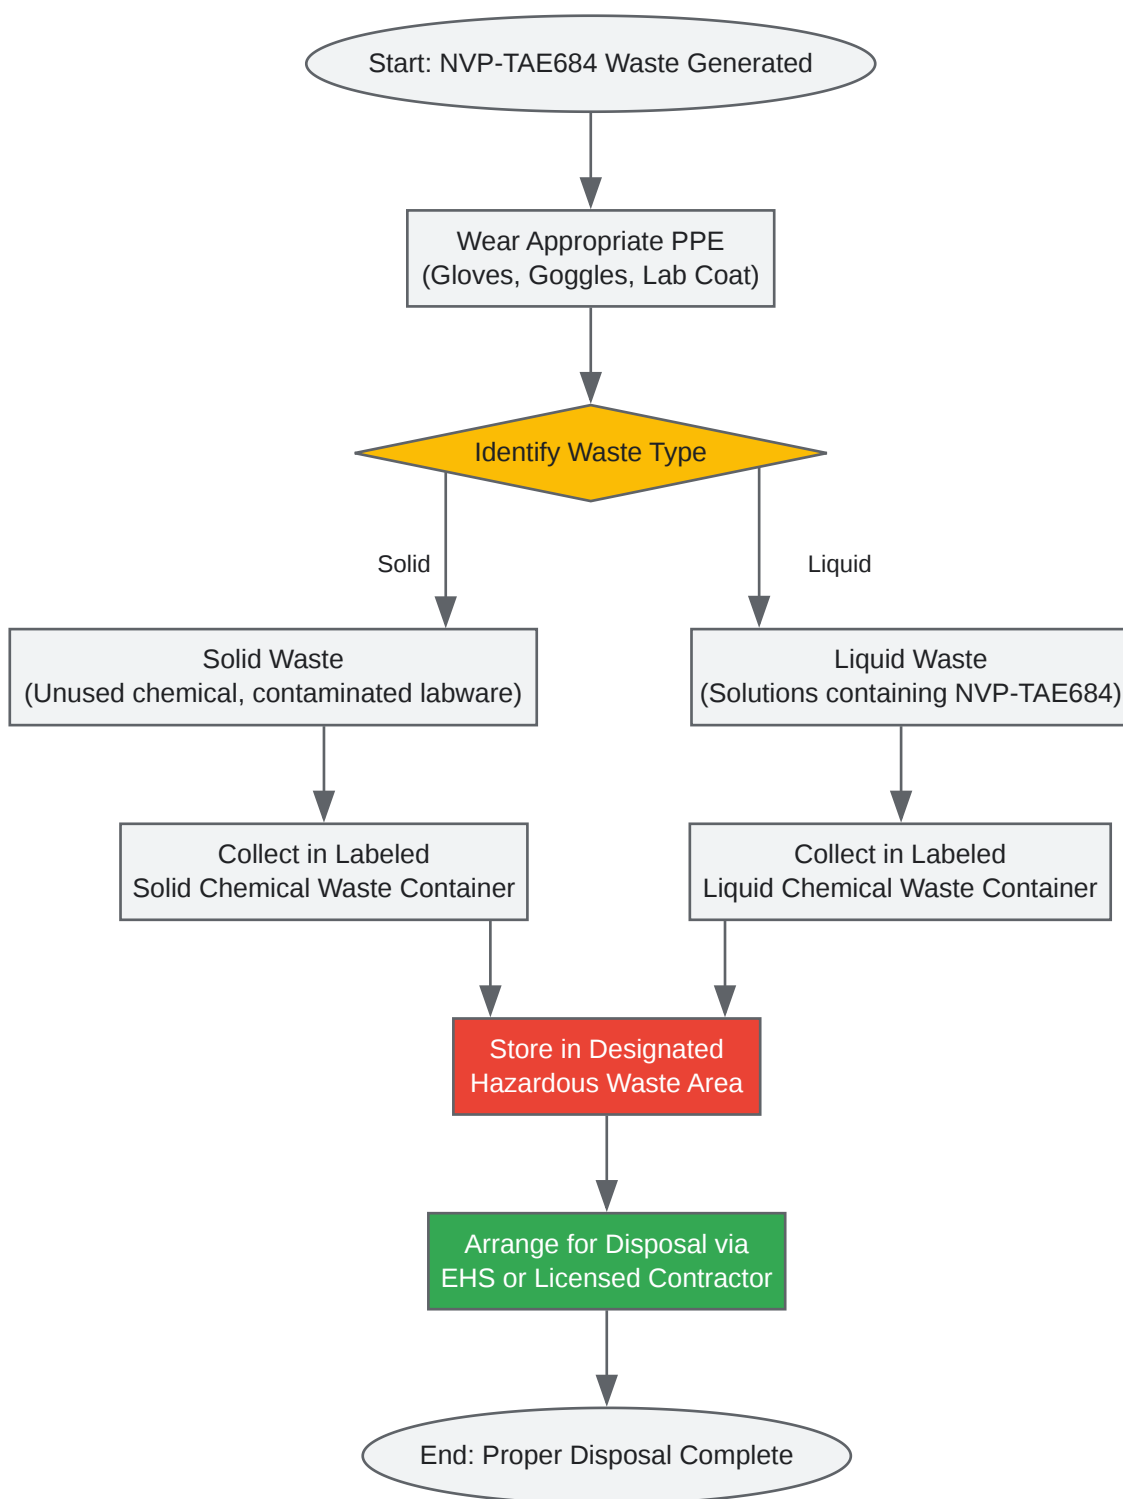 Start: NVP-TAE684 Waste Generated
Wear Appropriate PPE
(Gloves, Goggles, Lab Coat)
Identify Waste Type
Solid
Liquid
Solid Waste
(Unused chemical, contaminated labware)
Liquid Waste
(Solutions containing NVP-TAE684)
Collect in Labeled
Solid Chemical Waste Container
Collect in Labeled
Liquid Chemical Waste Container
Store in Designated
Hazardous Waste Area
Arrange for Disposal via
EHS or Licensed Contractor
End: Proper Disposal Complete